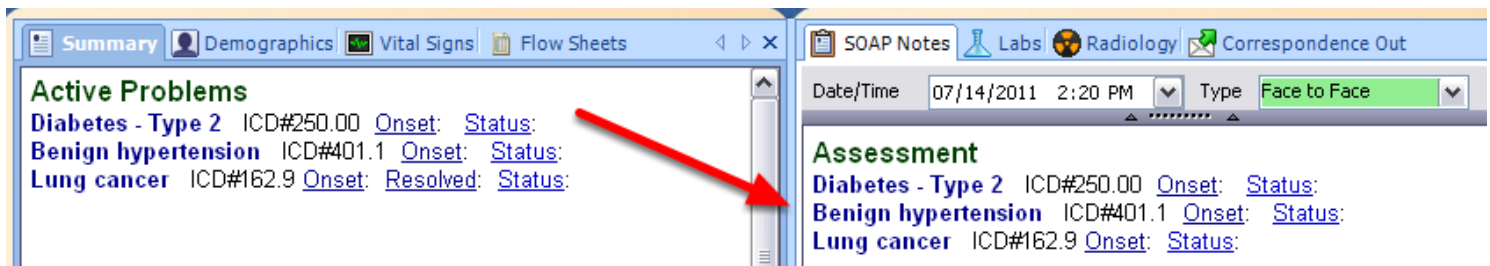 Summary Demographics Vital Signs Flow Sheets
Active Problems
Diabetes - Type 2 ICD#250.00 Onset: Status:
Benign hypertension ICD#401.1 Onset: Status:
Lung cancer ICD#162.9 Onset: Resolved: Status:
SOAP Notes Labs Radiology Correspondence Out
Date/Time 07/14/2011 2:20 PM Type Face to Face
Assessment
Diabetes - Type 2 ICD#250.00 Onset: Status:
Benign hypertension ICD#401.1 Onset: Status:
Lung cancer ICD#162.9 Onset: Status: